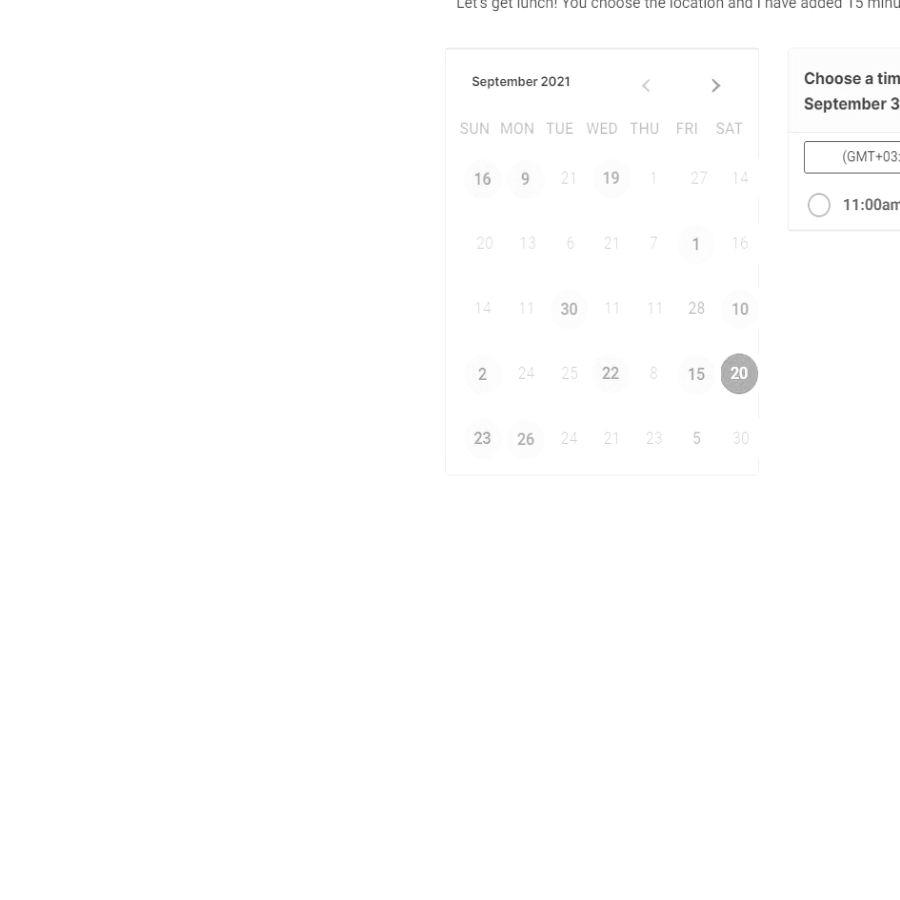 Let's get lunch! You choose the location and I have added 15
September 2021
SUN MON TUE WED THU FRI SAT
16 9 21 19 1 27 14
20 13 6 21 7 1 16
14 11 30 11 11 28 10
2 24 25 22 8 15 20
23 26 24 21 23 5 30
Choose a
September
(GMT+03:
11:00am